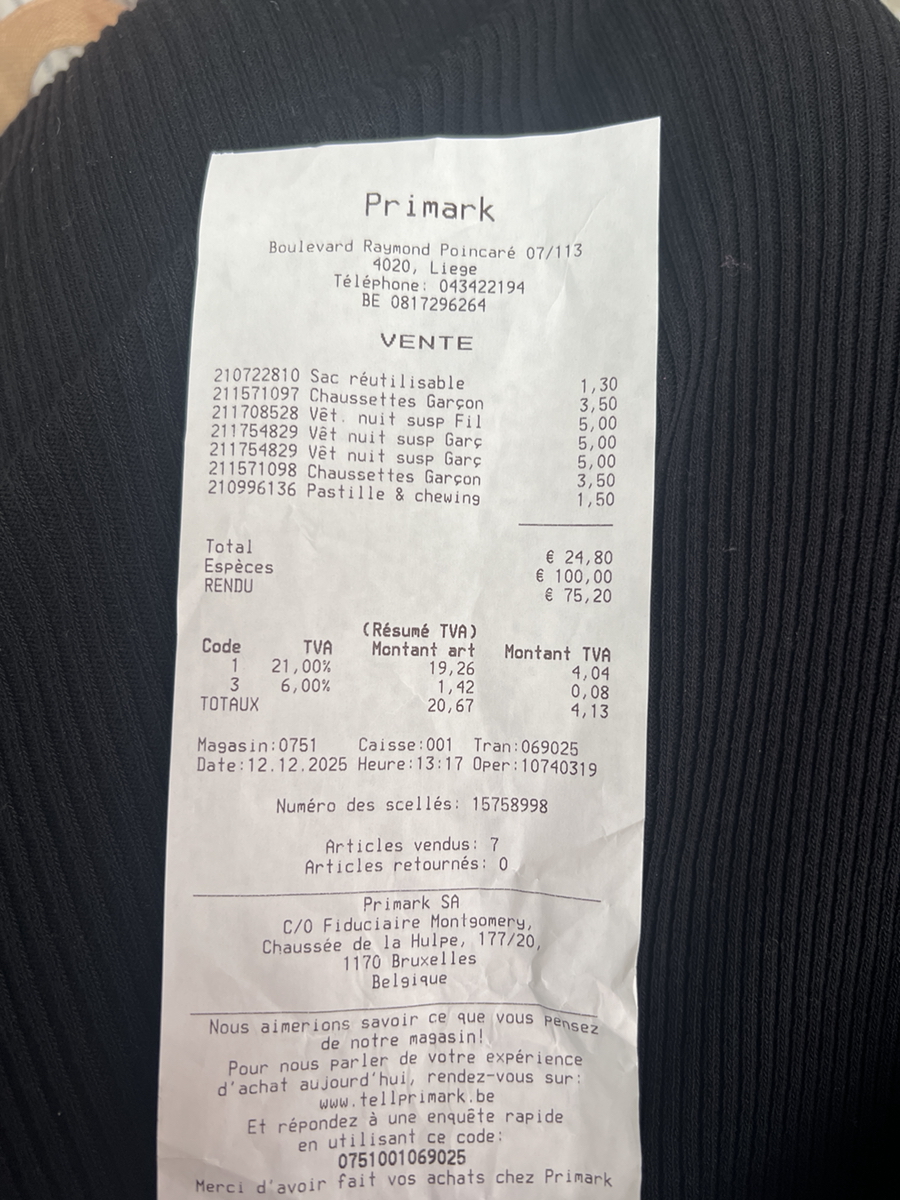 Primark
Boulevard Raymond Poincaré 07/113
4020, Liege
Téléphone: 043422194
BE 0817296264
VENTE
210722810 Sac réutilisable 1,30
211571097 Chaussettes Garçon 3,50
211708528 Vêt. nuit susp Fil 5,00
211754829 Vêt nuit susp Garç 5,00
211754829 Vêt nuit susp Garç 5,00
211571098 Chaussettes Garçon 3,50
210996136 Pastille & chewing 1,50
Total € 24,80
Espèces € 100,00
RENDU € 75,20
(Résumé TVA)
Code TVA Montant art Montant TVA
1 21,00% 19,26 4,04
3 6,00% 1,42 0,08
TOTAUX 20,67 4,13
Magasin:0751 Caisse:001 Tran:069025
Date:12.12.2025 Heure:13:17 Oper:10740319
Numéro des scellés: 15758998
Articles vendus: 7
Articles retournés: 0
Primark SA
C/O Fiduciaire Montgomery,
Chaussée de la Hulpe, 177/20,
1170 Bruxelles
Belgique
Nous aimerions savoir ce que vous pensez
de notre magasin!
Pour nous parler de votre expérience
d'achat aujourd'hui, rendez-vous sur:
www.tellprimark.be
Et répondez à une enquête rapide
en utilisant ce code:
0751001069025
Merci d'avoir fait vos achats chez Primark